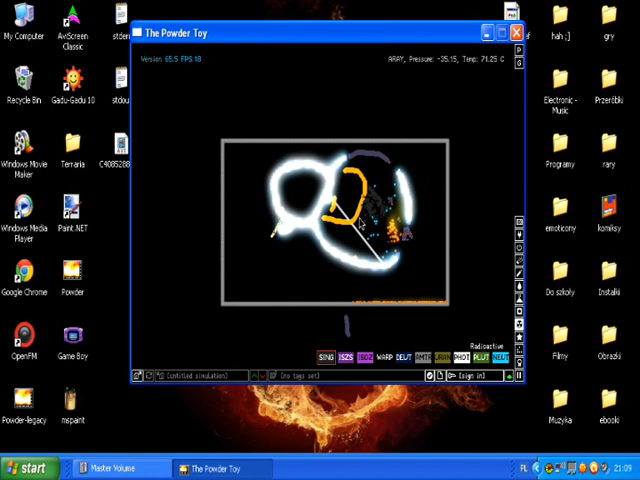 My Computer
AviScreen Classic
stderr
The Powder Toy
hah ;]
gry
Version 65.5 FPS:18
ARAY, Pressure: -35.15, Temp: 71.25 C
P
G
Recycle Bin
Gadu-Gadu 10
stdou
Electronic - Music
Przeróbki
Windows Movie Maker
Terraria
C4085288
Programy
rary
Windows Media Player
Paint.NET
emoticony
komiksy
Google Chrome
Powder
Do szkoły
Instalki
OpenFM
Game Boy
Radioactive
SING ISZS ISOZ WARP DEUT AMTR URAN PHOT PLUT NEUT
Filmy
Obrazki
[untitled simulation]
[no tags set]
[sign in]
Powder-legacy
mspaint
Muzyka
ebooki
start
Master Volume
The Powder Toy
PL
21:09